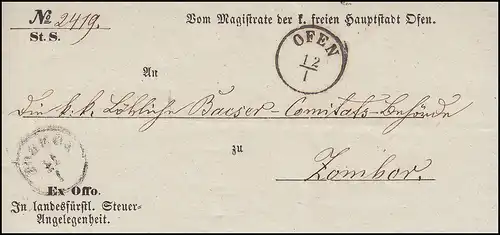 No 2419.
St. S.
Vom Magistrate der k. freien Hauptstadt Ofen.
OFEN
12
1
An
Die k.k. Löbliche Bacser-Comitats-Behörde
zu
Zombor.
Ex Offo.
In landesfürstl. Steuer-
Angelegenheit.